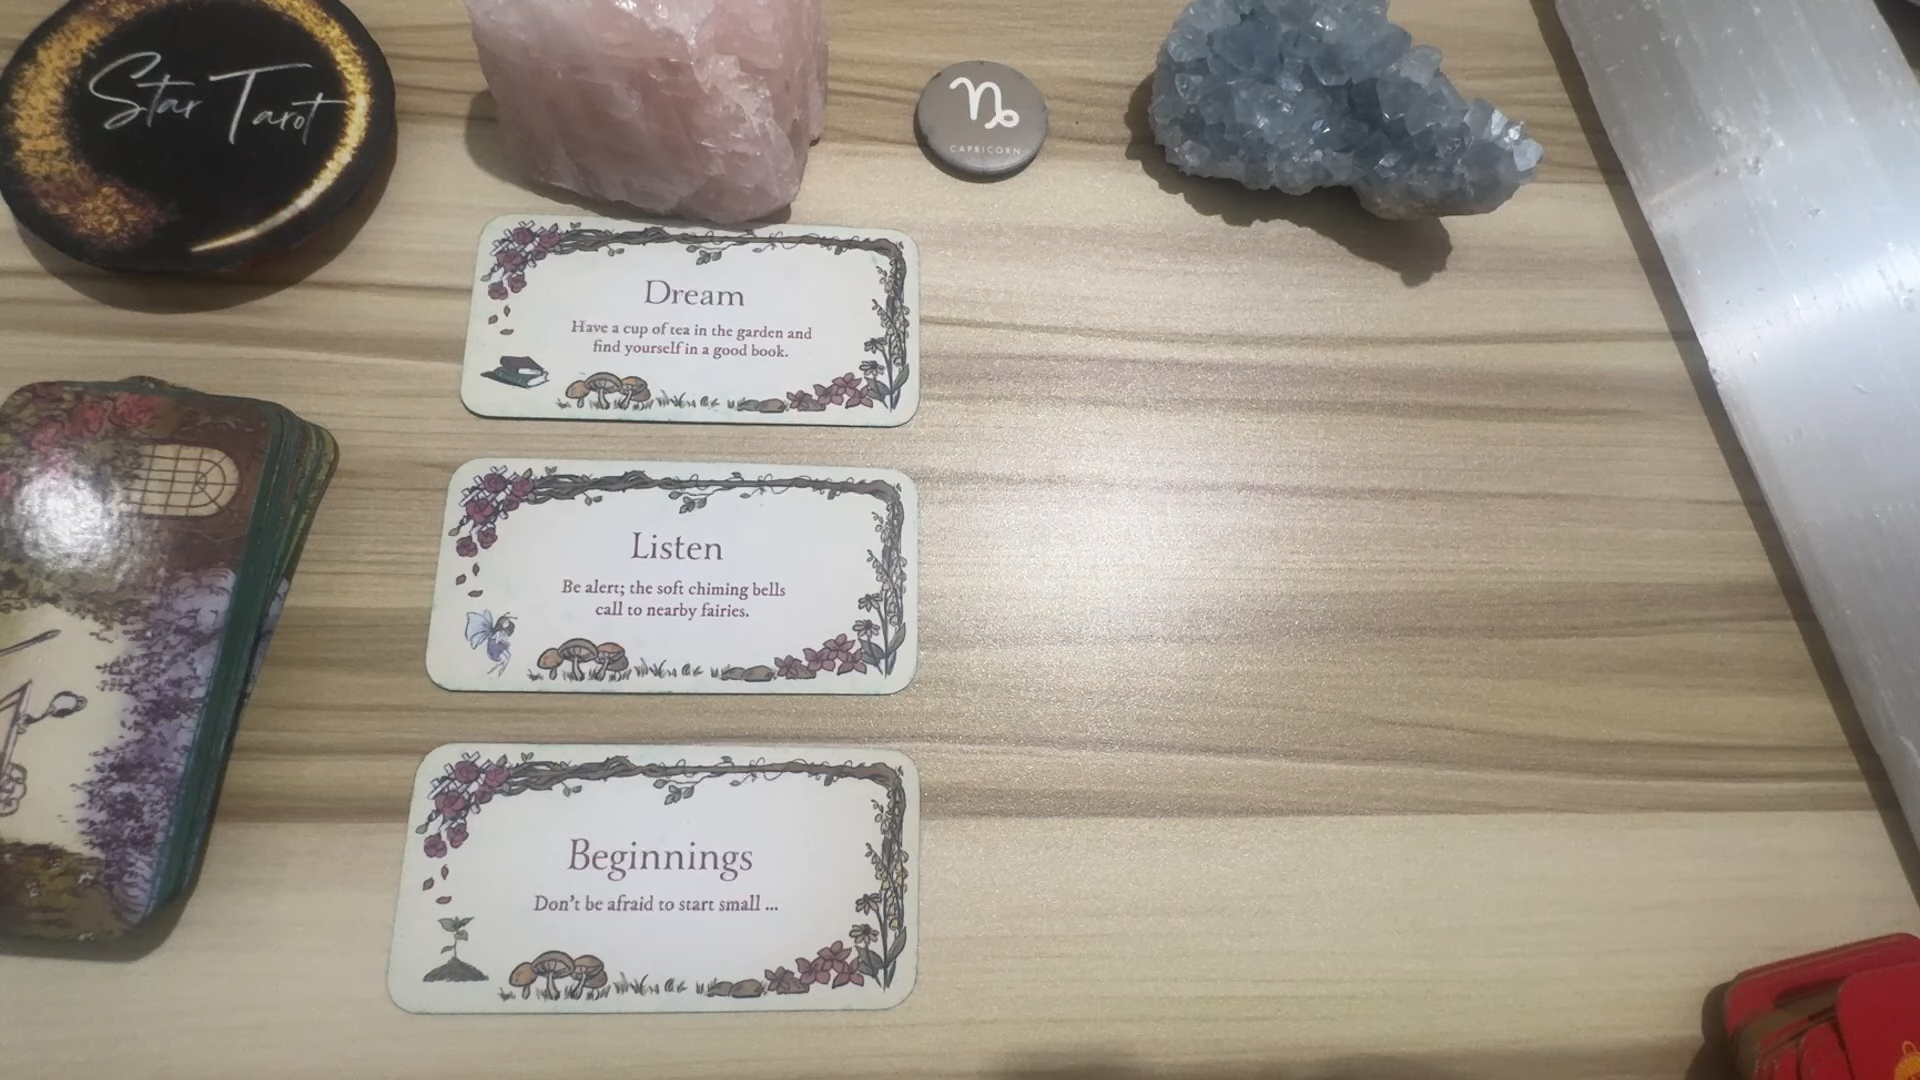 Star Tarot
CAPRICORN
Dream
Have a cup of tea in the garden and
find yourself in a good book.
Listen
Be alert; the soft chiming bells
call to nearby fairies.
Beginnings
Don't be afraid to start small ...